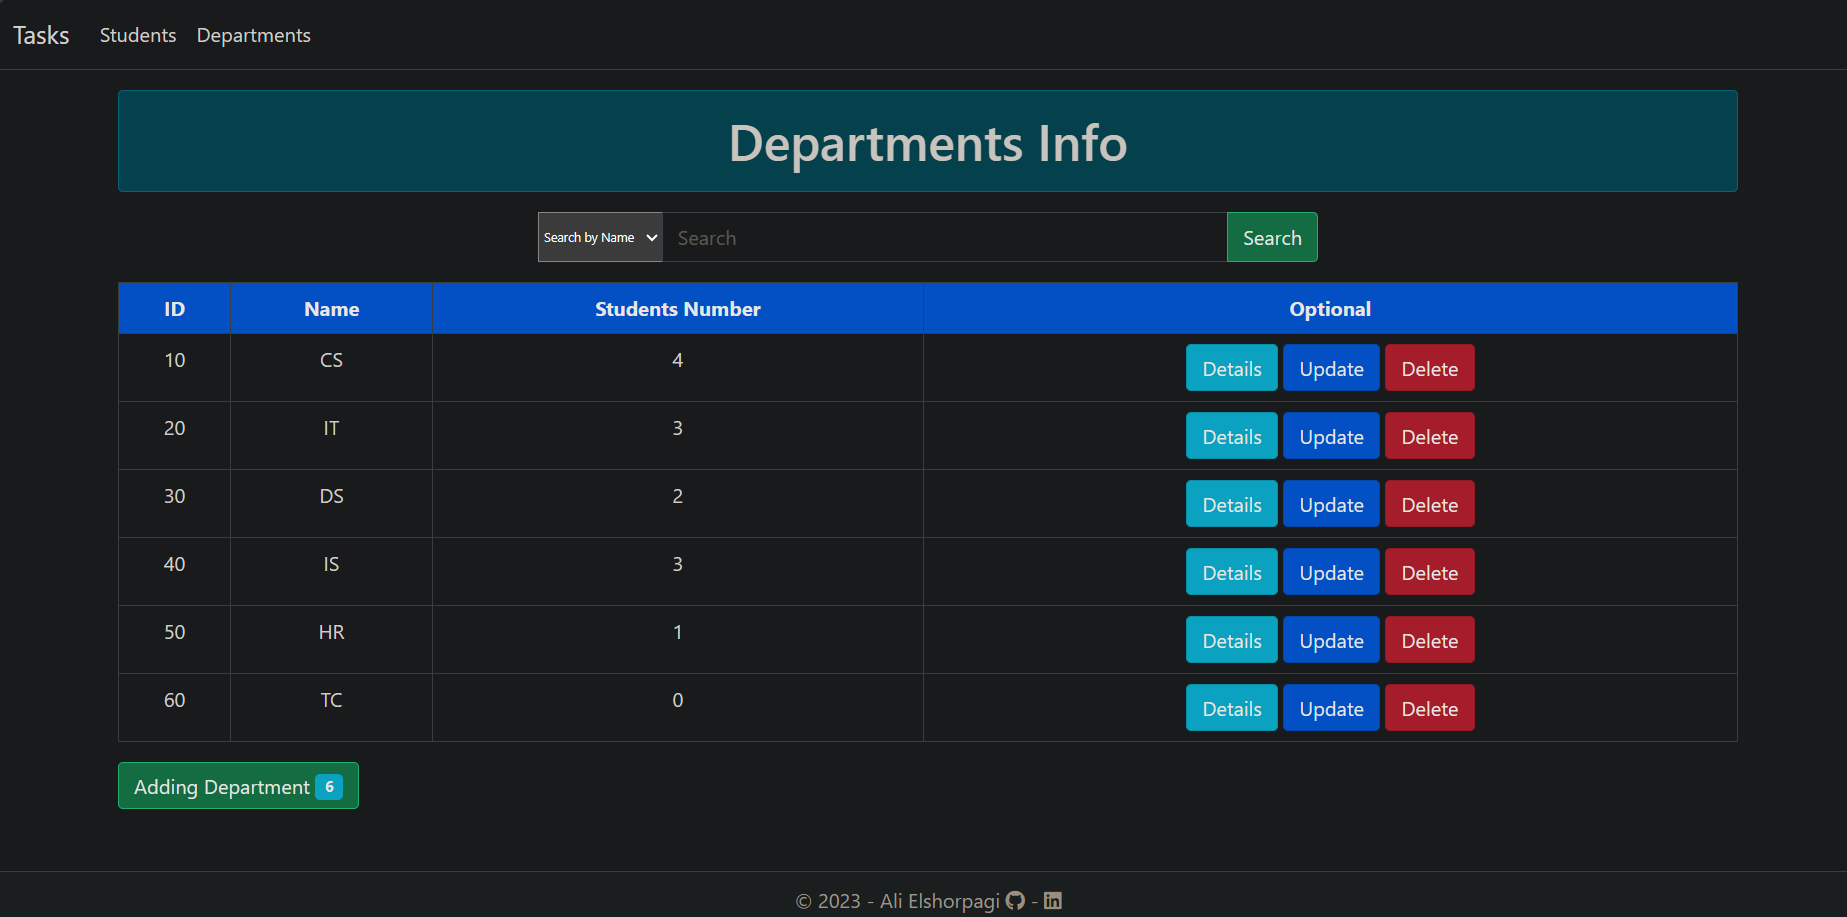 Tasks Students Departments
Departments Info
Search by Name Search Search
ID Name Students Number Optional
10 CS 4 Details Update Delete
20 IT 3 Details Update Delete
30 DS 2 Details Update Delete
40 IS 3 Details Update Delete
50 HR 1 Details Update Delete
60 TC 0 Details Update Delete
Adding Department 6
© 2023 - Ali Elshorpagi - in